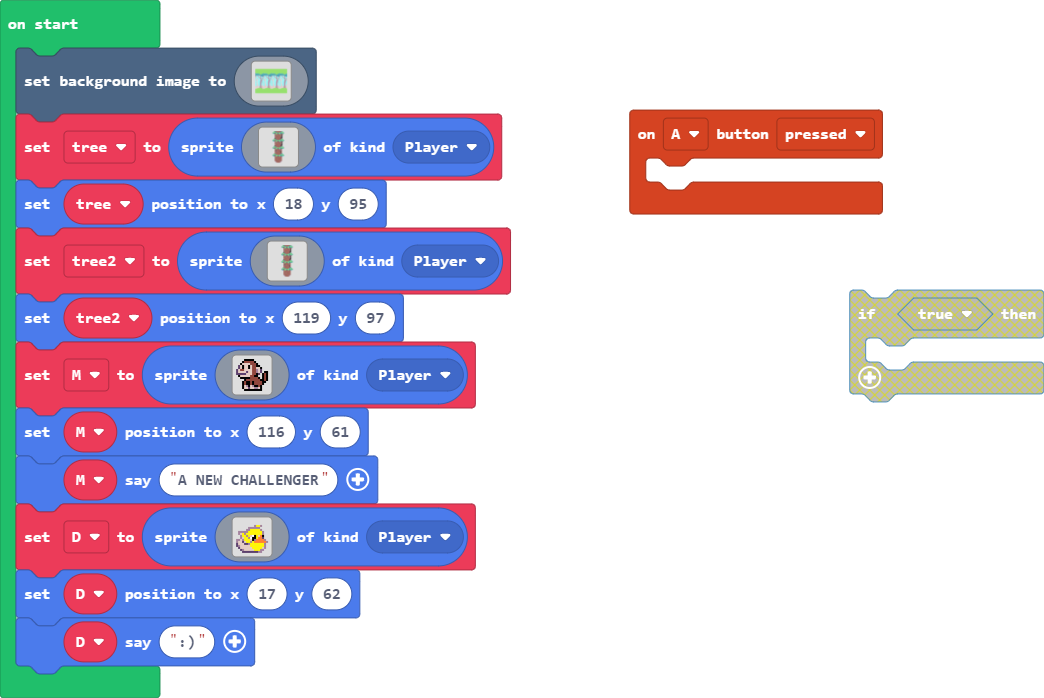 on start
set background image to
set tree to sprite of kind Player
set tree position to x 18 y 95
set tree2 to sprite of kind Player
set tree2 position to x 119 y 97
set M to sprite of kind Player
set M position to x 116 y 61
M say "A NEW CHALLENGER"
set D to sprite of kind Player
set D position to x 17 y 62
D say ":)"
on A button pressed
if true then